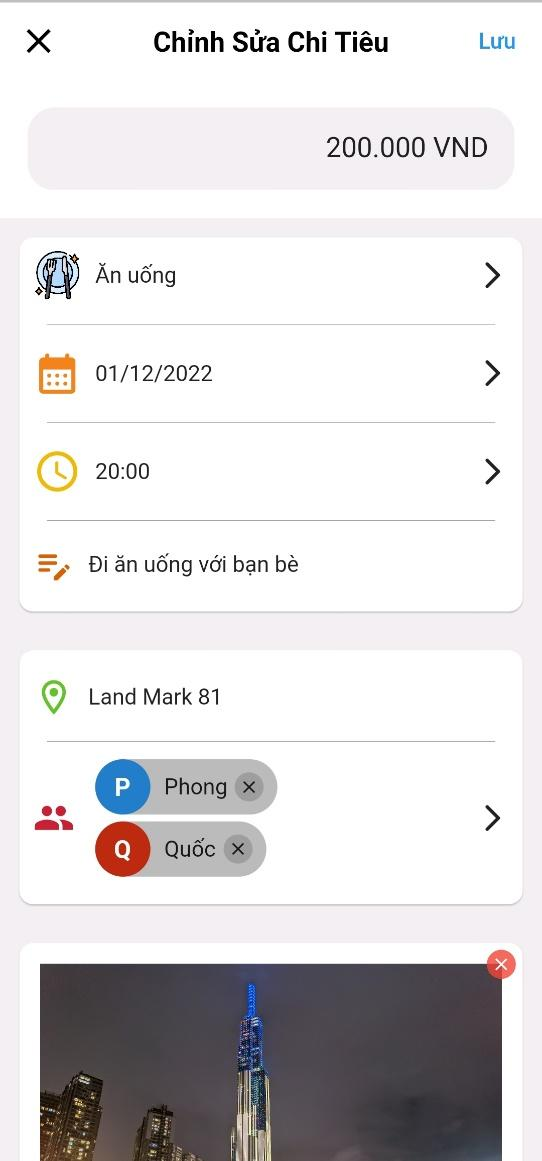 Chỉnh Sửa Chi Tiêu
Lưu
200.000 VND
Ăn uống
01/12/2022
20:00
Đi ăn uống với bạn bè
Land Mark 81
P Phong
Q Quốc